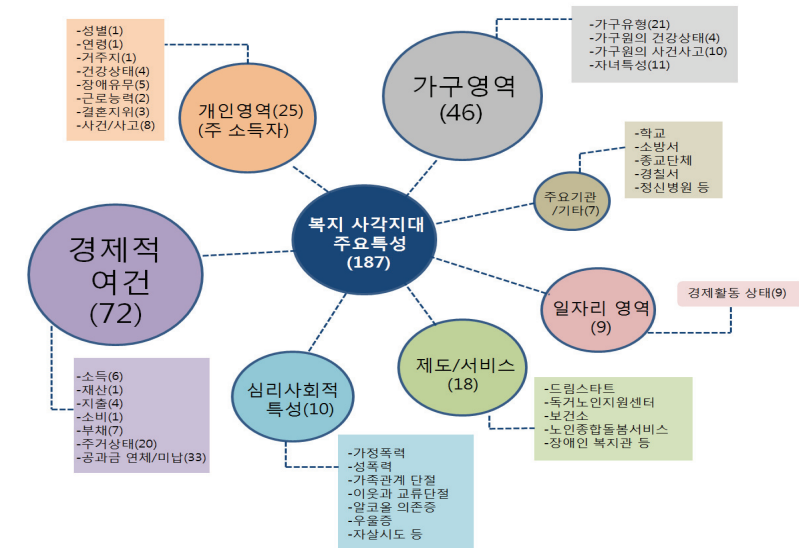 -성별(1)
-연령(1)
-거주지(1)
-건강상태(4)
-장애유무(5)
-근로능력(2)
-결혼지위(3)
-사건/사고(8)
개인영역(25)
(주 소득자)
가구영역
(46)
-가구유형(21)
-가구원의 건강상태(4)
-가구원의 사건사고(10)
-자녀특성(11)
-학교
-소방서
-종교단체
-경찰서
-정신병원 등
주요기관
/기타(7)
복지 사각지대
주요특성
(187)
경제적
여건
(72)
일자리 영역
(9)
경제활동 상태(9)
제도/서비스
(18)
심리사회적
특성(10)
-소득(6)
-재산(1)
-지출(4)
-소비(1)
-부채(7)
-주거상태(20)
-공과금 연체/미납(33)
-드림스타트
-독거노인지원센터
-보건소
-노인종합돌봄서비스
-장애인 복지관 등
-가정폭력
-성폭력
-가족관계 단절
-이웃과 교류단절
-알코올 의존증
-우울증
-자살시도 등